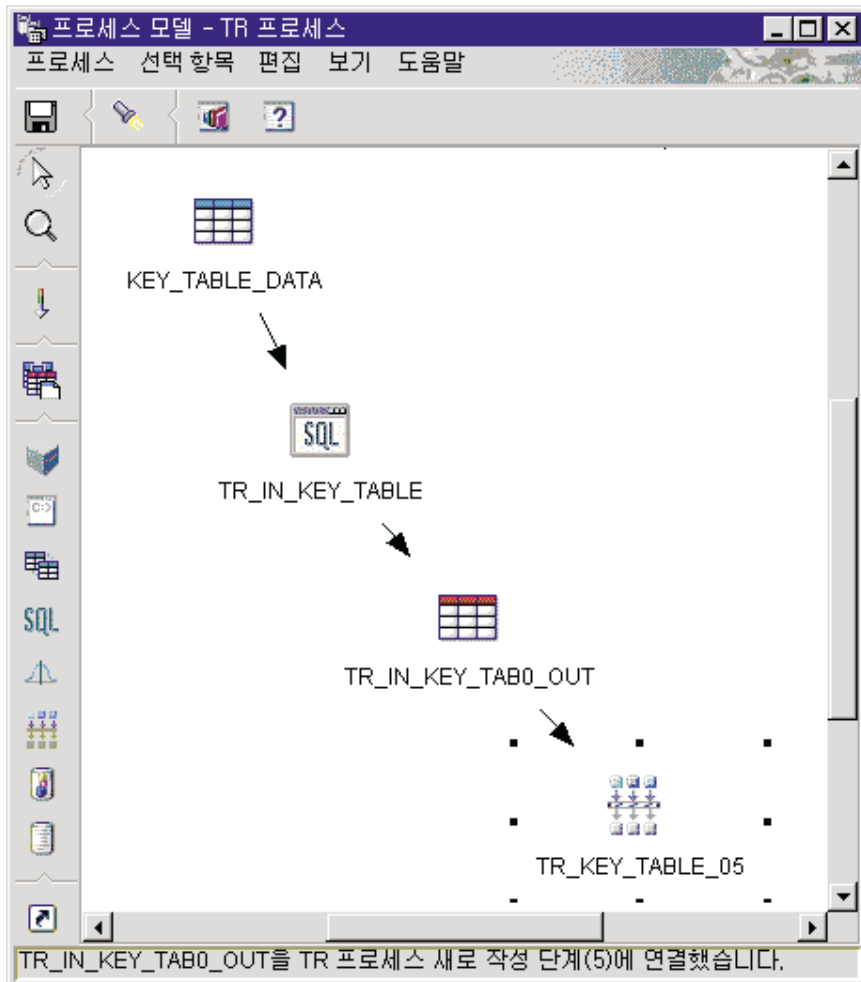 프로세스 모델 - TR 프로세스
프로세스 선택 항목 편집 보기 도움말
KEY_TABLE_DATA
SQL
TR_IN_KEY_TABLE
C:>
SQL
TR_IN_KEY_TAB0_OUT
TR_KEY_TABLE_05
TR_IN_KEY_TAB0_OUT을 TR 프로세스 새로 작성 단계(5)에 연결했습니다.